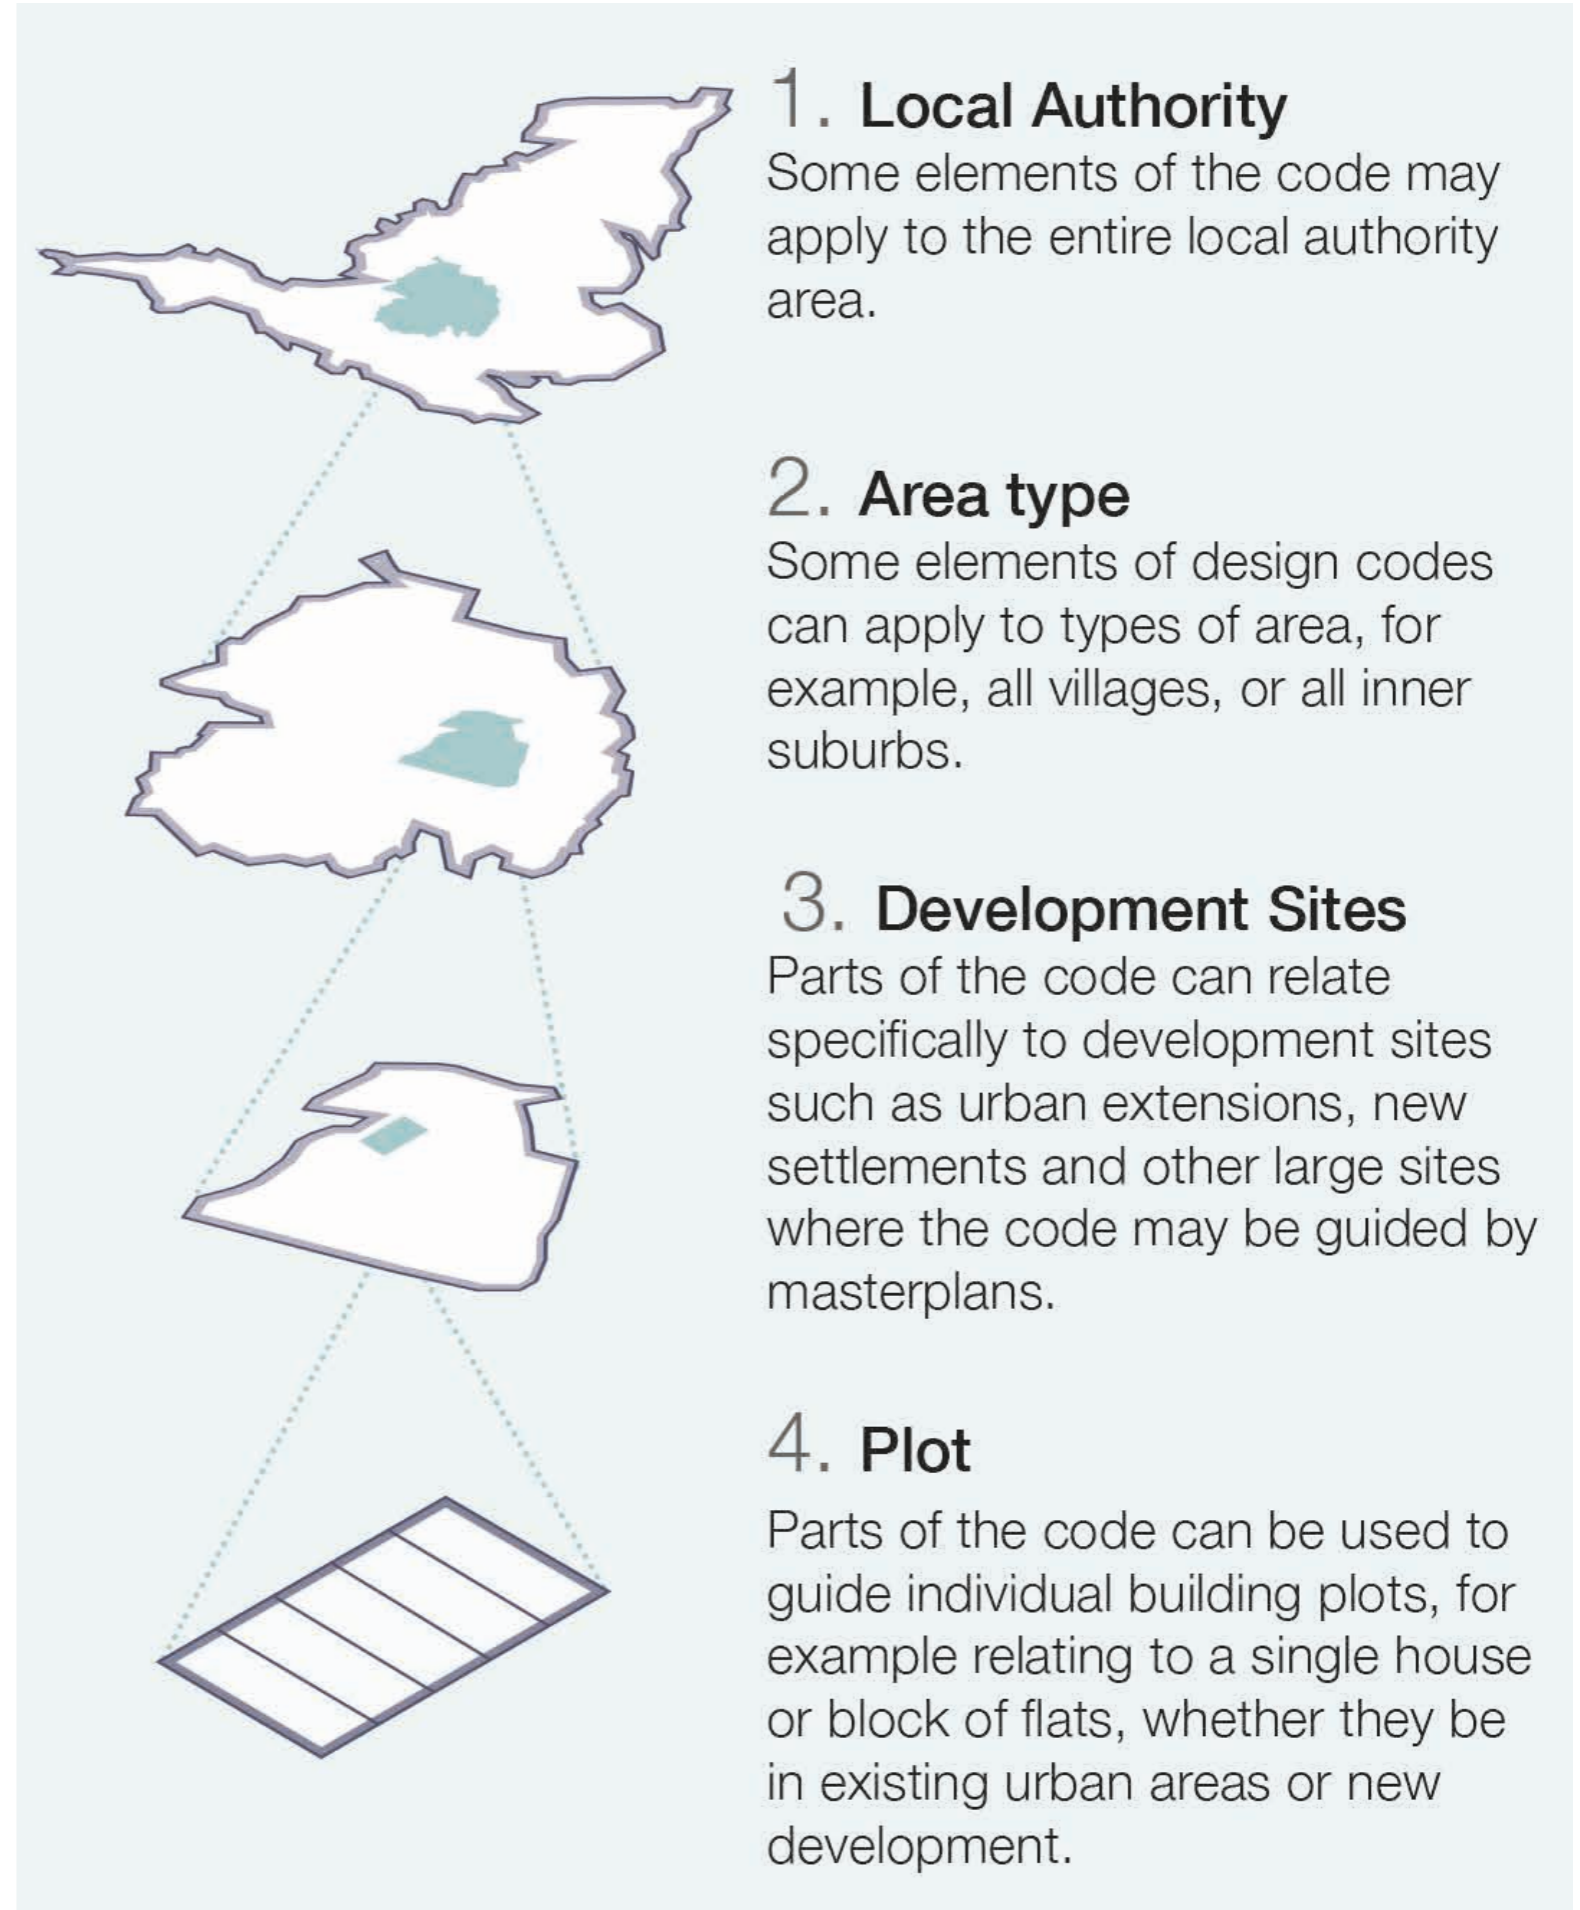 1. Local Authority
Some elements of the code may
apply to the entire local authority
area.
2. Area type
Some elements of design codes
can apply to types of area, for
example, all villages, or all inner
suburbs.
3. Development Sites
Parts of the code can relate
specifically to development sites
such as urban extensions, new
settlements and other large sites
where the code may be guided by
masterplans.
4. Plot
Parts of the code can be used to
guide individual building plots, for
example relating to a single house
or block of flats, whether they be
in existing urban areas or new
development.